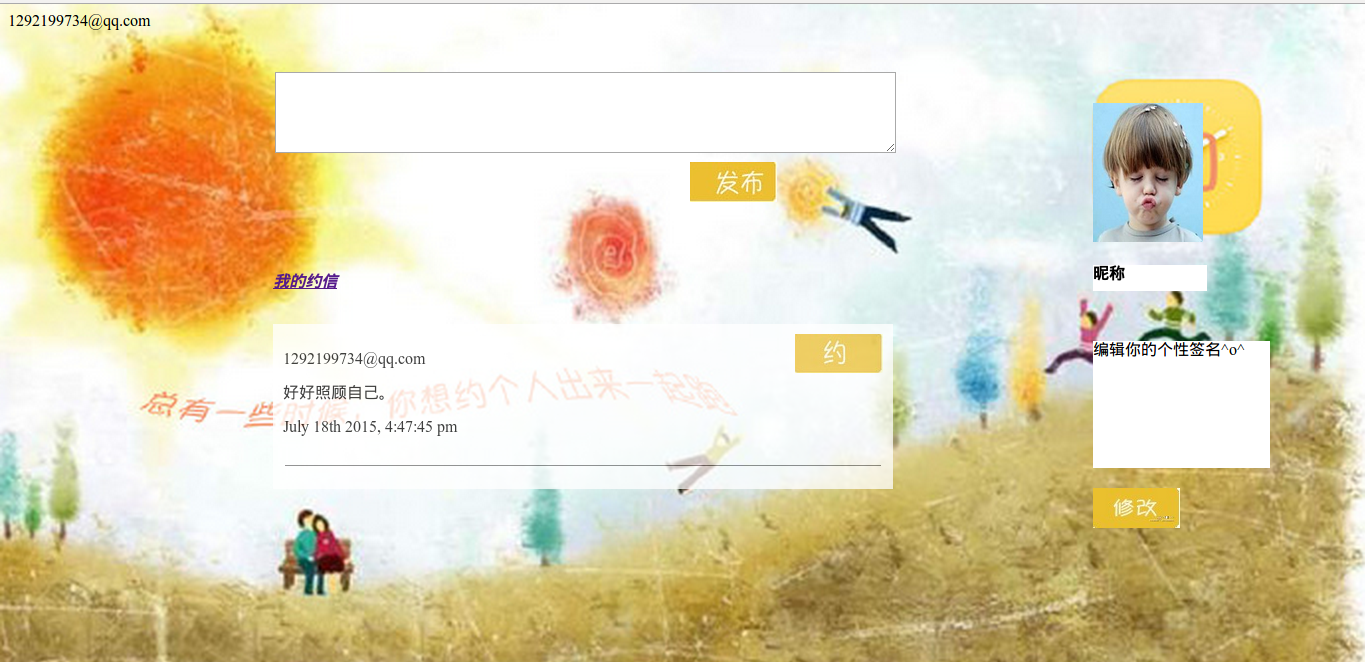 1292199734@qq.com
发布
我的约信
昵称
约
1292199734@qq.com
好好照顾自己。
July 18th 2015, 4:47:45 pm
总有一些时候，你想约个人出来一起跑
编辑你的个性签名^o^
修改